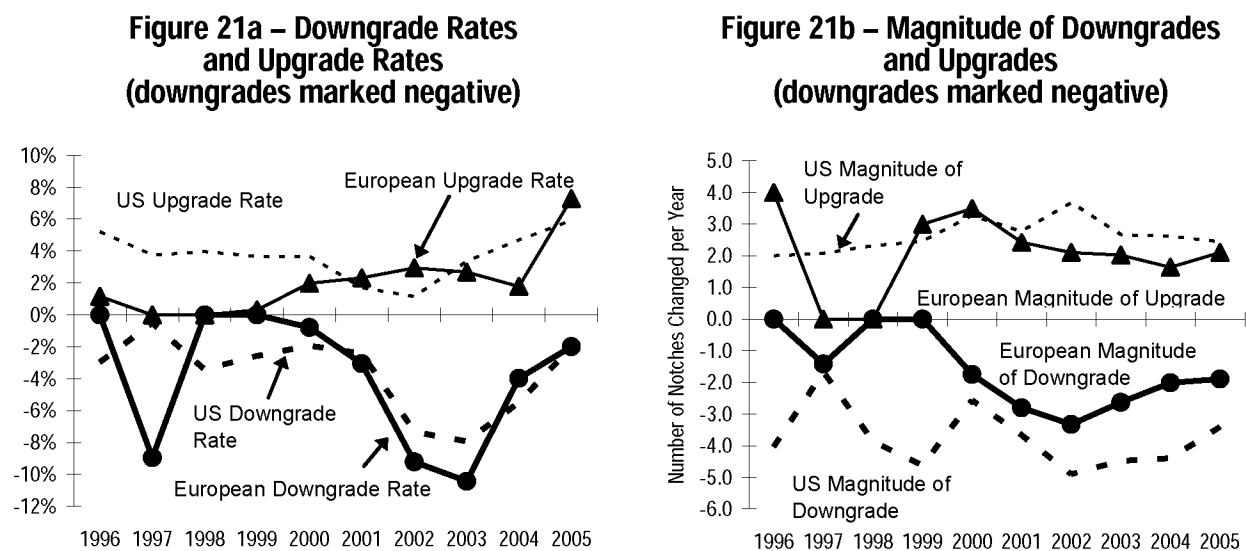 Figure 21a – Downgrade Rates
and Upgrade Rates
(downgrades marked negative)
10%
8%
6%
4%
2%
0%
-2%
-4%
-6%
-8%
-10%
-12%
US Upgrade Rate
European Upgrade Rate
US Downgrade
Rate
European Downgrade Rate
1996 1997 1998 1999 2000 2001 2002 2003 2004 2005
Figure 21b – Magnitude of Downgrades
and Upgrades
(downgrades marked negative)
Number of Notches Changed per Year
5.0
4.0
3.0
2.0
1.0
0.0
-1.0
-2.0
-3.0
-4.0
-5.0
-6.0
US Magnitude of
Upgrade
European Magnitude of Upgrade
European Magnitude
of Downgrade
US Magnitude of
Downgrade
1996 1997 1998 1999 2000 2001 2002 2003 2004 2005